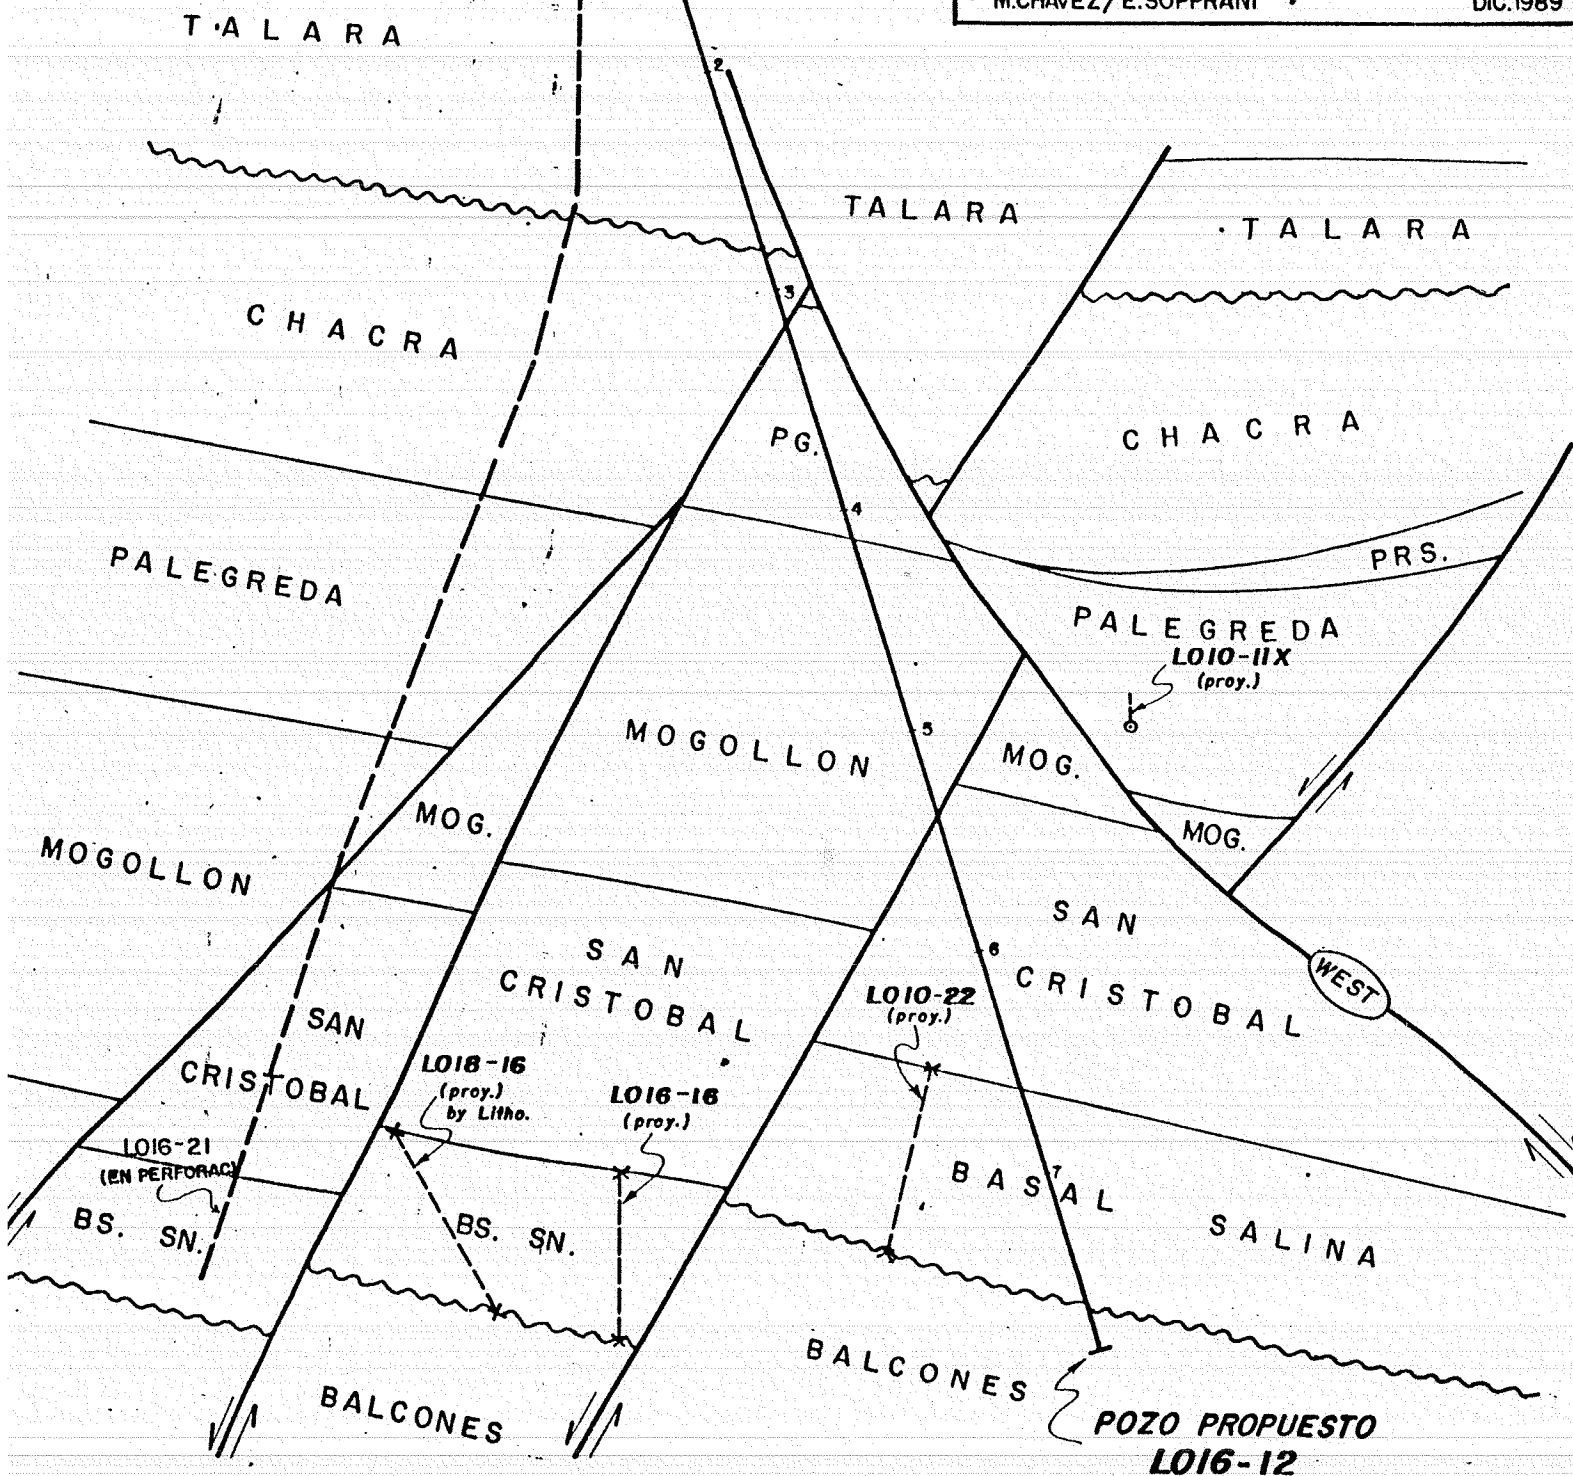 M.CHAVEZ/E.SOPPRANI
DIC.1989
TALARA
2
TALARA
TALARA
3
CHACRA
CHACRA
PG.
4
PRS.
PALEGREDA
PALEGREDA
LO10-11X
(proy.)
MOGOLLON
5
MOG.
MOG.
MOG.
MOGOLLON
SAN
CRISTOBAL
6
WEST
SAN
CRISTOBAL
LO10-22
(proy.)
SAN
CRISTOBAL
LO18-16
(proy.)
by Litho.
LO16-16
(proy.)
LO16-21
(EN PERFORAC)
7
BASAL SALINA
BS. SN.
BS. SN.
BALCONES
BALCONES
POZO PROPUESTO
LO16-12